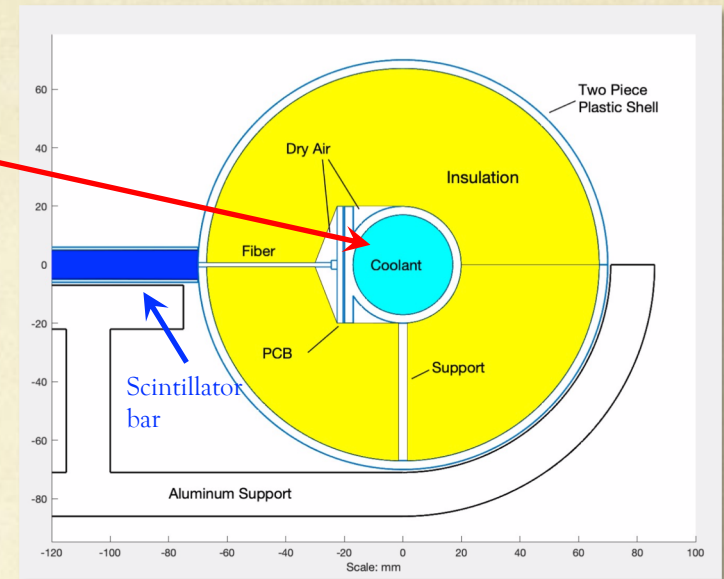 60
40
20
0
-20
-40
-60
-80
-120
-100
-80
-60
-40
-20
0
20
40
60
80
100
Scale: mm
Two Piece
Plastic Shell
Dry Air
Insulation
Fiber
Coolant
PCB
Support
Scintillator
bar
Aluminum Support